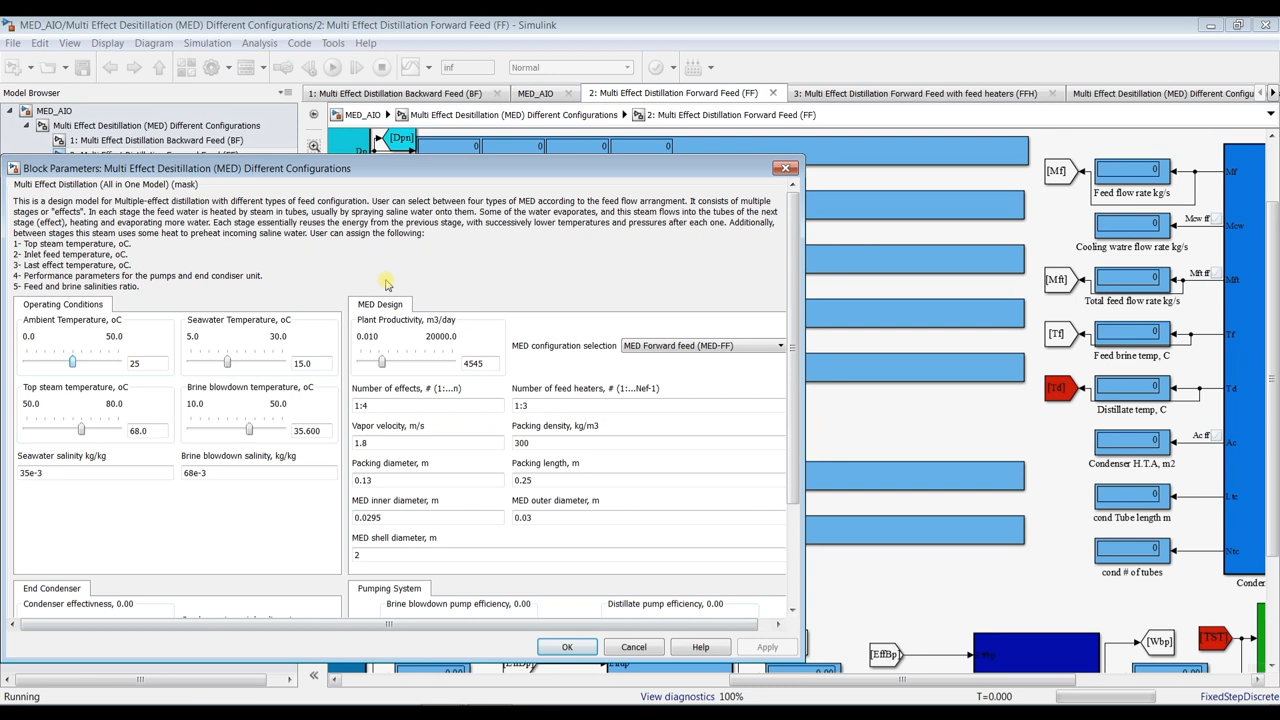 MED_AIO/Multi Effect Desitillation (MED) Different Configurations/2: Multi Effect Distillation Forward Feed (FF) - Simulink
File Edit View Display Diagram Simulation Analysis Code Tools Help
inf
Normal
Model Browser
1: Multi Effect Distillation Backward Feed (BF)
MED_AIO
2: Multi Effect Distillation Forward Feed (FF)
3: Multi Effect Distillation Forward Feed with feed heaters (FFH)
Multi Effect Desitillation (MED) Different Configu
MED_AIO
Multi Effect Desitillation (MED) Different Configurations
2: Multi Effect Distillation Forward Feed (FF)
MED_AIO
Multi Effect Desitillation (MED) Different Configurations
1: Multi Effect Distillation Backward Feed (BF)
[Dpn]
Dn
0
0
0
0
Block Parameters: Multi Effect Desitillation (MED) Different Configurations
Multi Effect Distillation (All in One Model) (mask)
This is a design model for Multiple-effect distillation with different types of feed configuration. User can select between four types of MED according to the feed flow arrangment. It consists of multiple
stages or "effects". In each stage the feed water is heated by steam in tubes, usually by spraying saline water onto them. Some of the water evaporates, and this steam flows into the tubes of the next
stage (effect), heating and evaporating more water. Each stage essentially reuses the energy from the previous stage, with successively lower temperatures and pressures after each one. Additionally,
between stages this steam uses some heat to preheat incoming saline water. User can assign the following:
1- Top steam temperature, oC.
2- Inlet feed temperature, oC.
3- Last effect temperature, oC.
4- Performance parameters for the pumps and end condiser unit.
5- Feed and brine salinities ratio.
Operating Conditions
Ambient Temperature, oC
0.0 50.0
25
Seawater Temperature, oC
5.0 30.0
15.0
Top steam temperature, oC
50.0 80.0
68.0
Brine blowdown temperature, oC
10.0 50.0
35.600
Seawater salinity kg/kg
35e-3
Brine blowdown salinity, kg/kg
68e-3
MED Design
Plant Productivity, m3/day
0.010 20000.0
4545
MED configuration selection
MED Forward feed (MED-FF)
Number of effects, # (1:...n)
1:4
Number of feed heaters, # (1:...Nef-1)
1:3
Vapor velocity, m/s
1.8
Packing density, kg/m3
300
Packing diameter, m
0.13
Packing length, m
0.25
MED inner diameter, m
0.0295
MED outer diameter, m
0.03
MED shell diameter, m
2
End Condenser
Condenser effectivness, 0.00
Pumping System
Brine blowdown pump efficiency, 0.00
Distillate pump efficiency, 0.00
OK
Cancel
Help
Apply
[Mf]
0
Mf
Feed flow rate kg/s
0
Mcw ff
Mcw
Cooling watre flow rate kg/s
[Mft]
0
Mft ff
Mft
Total feed flow rate kg/s
[Tf]
0
Tf
Feed brine temp, C
[Td]
0
Td
Distillate temp, C
0
Ac ff
Ac
Condenser H.T.A, m2
0
Ltc
cond Tube length m
0
Ntc
cond # of tubes
Conden
[EffBp]
[Wbp]
[TST]
0
Running
View diagnostics 100%
T=0.000
FixedStepDiscrete